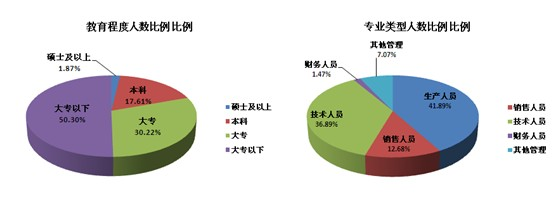 教育程度人数比例比例
硕士及以上
1.87%
本科
17.61%
大专
30.22%
大专以下
50.30%
硕士及以上
本科
大专
大专以下
专业类型人数比例比例
其他管理
7.07%
财务人员
1.47%
生产人员
41.89%
技术人员
36.89%
销售人员
12.68%
销售人员
技术人员
财务人员
其他管理